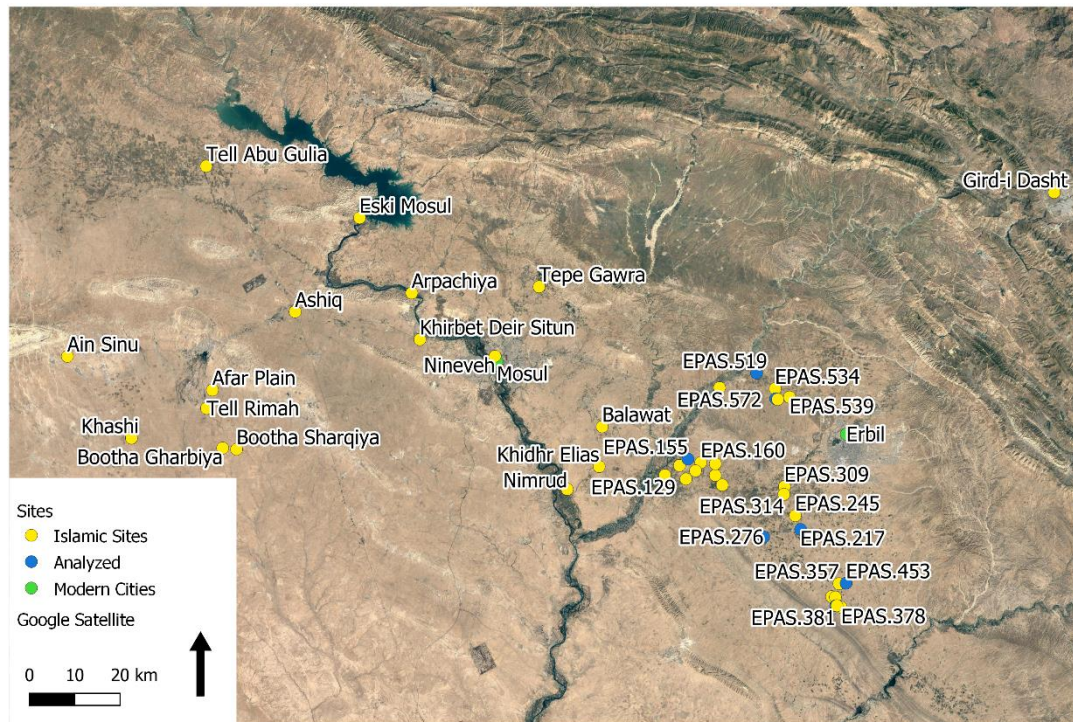 Tell Abu Gulia
Gird-i Dasht
Eski Mosul
Tepe Gawra
Arpachiya
Ashiq
Khirbet Deir Situn
Ain Sinu
Nineveh
Mosul
EPAS.519
EPAS.534
Afar Plain
EPAS.572
EPAS.539
Tell Rimah
Balawat
Erbil
Khashi
Bootha Sharqiya
EPAS.155
EPAS.160
Bootha Gharbiya
Khidhr Elias
EPAS.309
Nimrud
EPAS.129
EPAS.314
EPAS.245
EPAS.276
EPAS.217
EPAS.357
EPAS.453
EPAS.381
EPAS.378
Sites
Islamic Sites
Analyzed
Modern Cities
Google Satellite
0 10 20 km